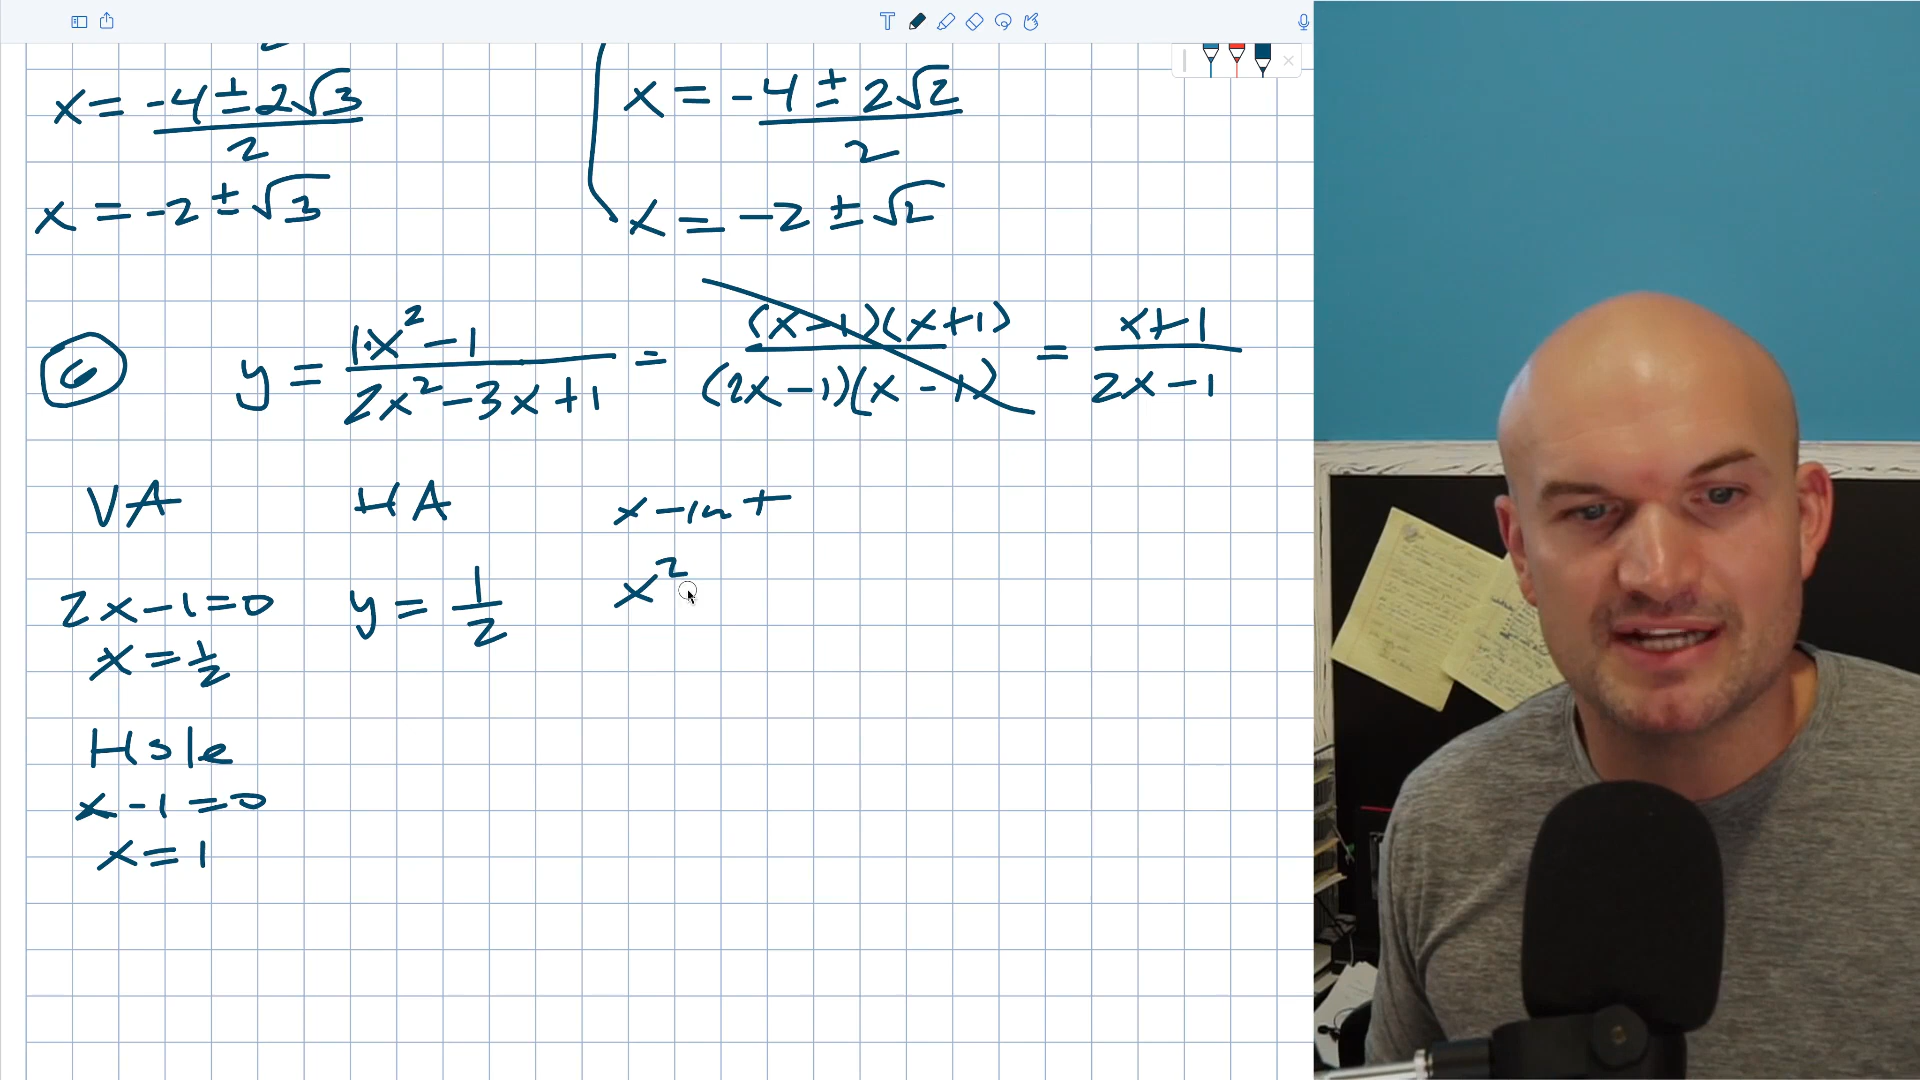 x = -4 ± 2√3 / 2
x = -2 ± √3
x = -4 ± 2√2 / 2
x = -2 ± √2
6 y = 1·x² - 1 / 2x² - 3x + 1 = (x-1)(x+1) / (2x-1)(x-1) = x+1 / 2x-1
VA
2x-1=0
x=1/2
Hole
x-1=0
x=1
HA
y = 1/2
x-int
x²